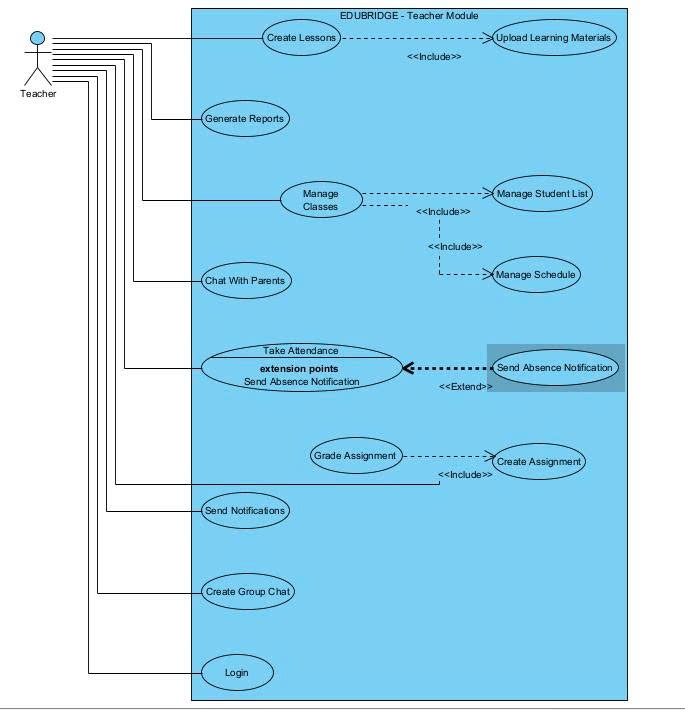 EDUBRIDGE - Teacher Module
Create Lessons
Upload Learning Materials
<<Include>>
Teacher
Generate Reports
Manage
Classes
Manage Student List
<<Include>>
<<Include>>
Chat With Parents
Manage Schedule
Take Attendance
extension points
Send Absence Notification
Send Absence Notification
<<Extend>>
Grade Assignment
Create Assignment
<<Include>>
Send Notifications
Create Group Chat
Login